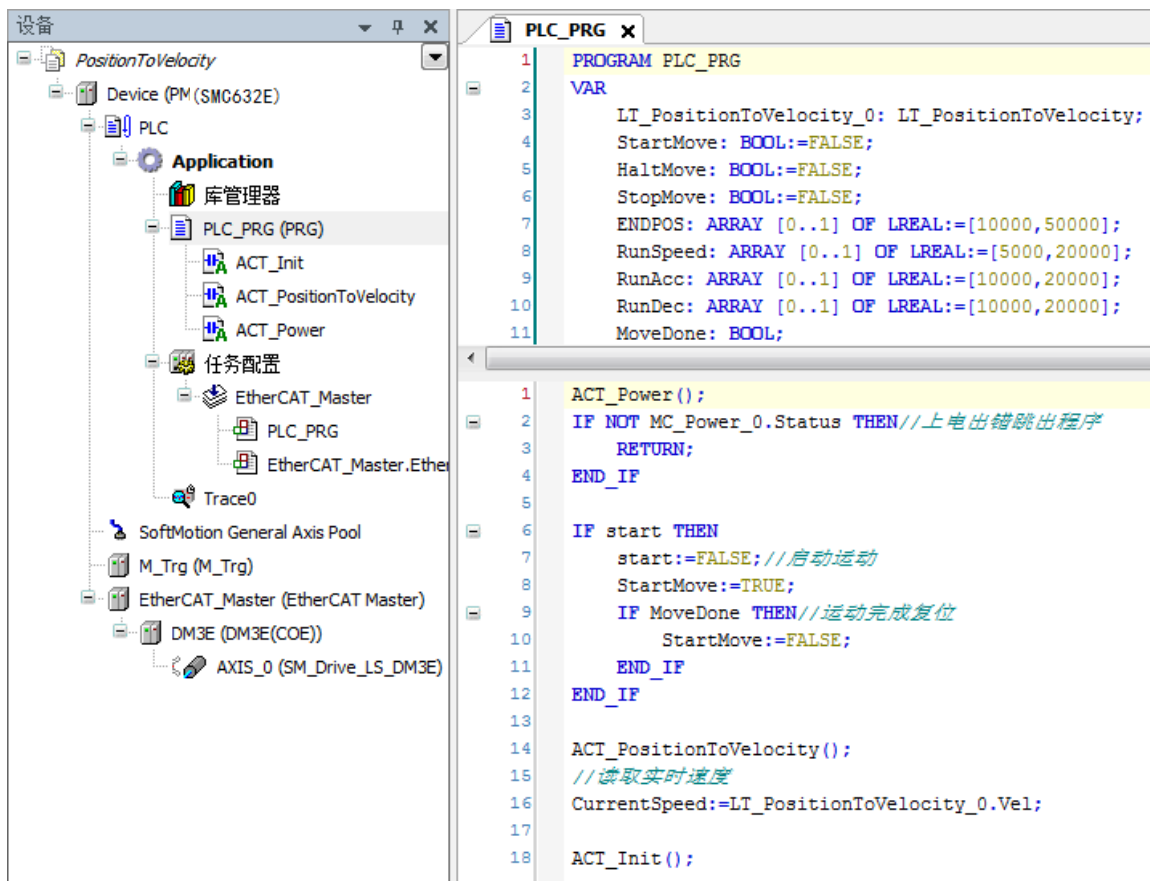 设备
PositionToVelocity
Device (PM(SMC632E)
PLC
Application
库管理器
PLC_PRG (PRG)
ACT_Init
ACT_PositionToVelocity
ACT_Power
任务配置
EtherCAT_Master
PLC_PRG
EtherCAT_Master.Ether
Trace0
SoftMotion General Axis Pool
M_Trg (M_Trg)
EtherCAT_Master (EtherCAT Master)
DM3E (DM3E(COE))
AXIS_0 (SM_Drive_LS_DM3E)
PLC_PRG
1 PROGRAM PLC_PRG
2 VAR
3 LT_PositionToVelocity_0: LT_PositionToVelocity;
4 StartMove: BOOL:=FALSE;
5 HaltMove: BOOL:=FALSE;
6 StopMove: BOOL:=FALSE;
7 ENDPOS: ARRAY [0..1] OF LREAL:=[10000,50000];
8 RunSpeed: ARRAY [0..1] OF LREAL:=[5000,20000];
9 RunAcc: ARRAY [0..1] OF LREAL:=[10000,20000];
10 RunDec: ARRAY [0..1] OF LREAL:=[10000,20000];
11 MoveDone: BOOL;
1 ACT_Power();
2 IF NOT MC_Power_0.Status THEN//上电出错跳出程序
3 RETURN;
4 END_IF
5
6 IF start THEN
7 start:=FALSE;//启动运动
8 StartMove:=TRUE;
9 IF MoveDone THEN//运动完成复位
10 StartMove:=FALSE;
11 END_IF
12 END_IF
13
14 ACT_PositionToVelocity();
15 //读取实时速度
16 CurrentSpeed:=LT_PositionToVelocity_0.Vel;
17
18 ACT_Init();